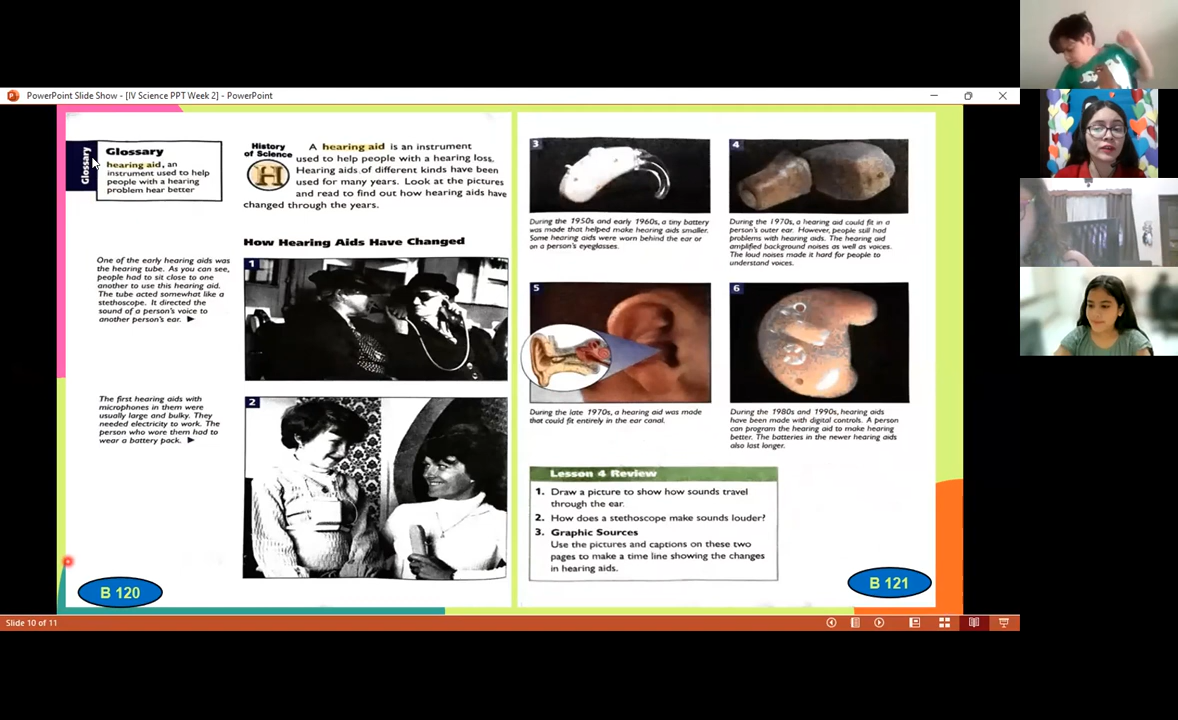 PowerPoint Slide Show - [IV Science PPT Week 2] - PowerPoint
Glossary
Glossary
hearing aid, an
instrument used to help
people with a hearing
problem hear better
History
of Science
H
A hearing aid is an instrument
used to help people with a hearing loss.
Hearing aids of different kinds have been
used for many years. Look at the pictures
and read to find out how hearing aids have
changed through the years.
How Hearing Aids Have Changed
One of the early hearing aids was
the hearing tube. As you can see,
people had to sit close to one
another to use this hearing aid.
The tube acted somewhat like a
stethoscope. It directed the
sound of a person's voice to
another person's ear. ▶
1
The first hearing aids with
microphones in them were
usually large and bulky. They
needed electricity to work. The
person who wore them had to
wear a battery pack. ▶
2
B 120
3
During the 1950s and early 1960s, a tiny battery
was made that helped make hearing aids smaller.
Some hearing aids were worn behind the ear or
on a person's eyeglasses.
4
During the 1970s, a hearing aid could fit in a
person's outer ear. However, people still had
problems with hearing aids. The hearing aid
amplified background noises as well as voices.
The loud noises made it hard for people to
understand voices.
5
During the late 1970s, a hearing aid was made
that could fit entirely in the ear canal.
6
During the 1980s and 1990s, hearing aids
have been made with digital controls. A person
can program the hearing aid to make hearing
better. The batteries in the newer hearing aids
also last longer.
Lesson 4 Review
1. Draw a picture to show how sounds travel
through the ear.
2. How does a stethoscope make sounds louder?
3. Graphic Sources
Use the pictures and captions on these two
pages to make a time line showing the changes
in hearing aids.
B 121
Slide 10 of 11